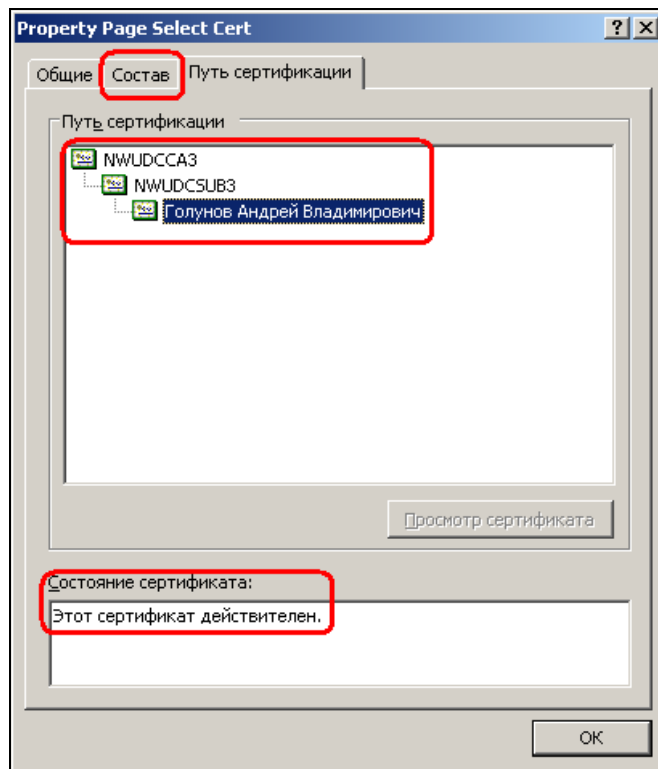 Property Page Select Cert
Общие Состав Путь сертификации
Путь сертификации
NWUDCCA3
NWUDCSUB3
Голунов Андрей Владимирович
Просмотр сертификата
Состояние сертификата:
Этот сертификат действителен.
ОК